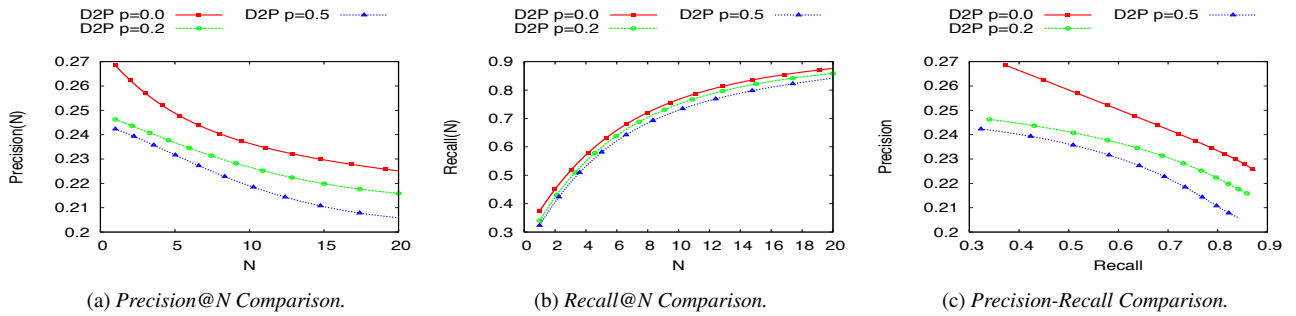 D2P p=0.0
D2P p=0.2
D2P p=0.5
Precision(N)
0.27
0.26
0.25
0.24
0.23
0.22
0.21
0.2
0 5 10 15 20
N
(a) Precision@N Comparison.
D2P p=0.0
D2P p=0.2
D2P p=0.5
Recall(N)
0.9
0.8
0.7
0.6
0.5
0.4
0.3
0 2 4 6 8 10 12 14 16 18 20
N
(b) Recall@N Comparison.
D2P p=0.0
D2P p=0.2
D2P p=0.5
Precision
0.27
0.26
0.25
0.24
0.23
0.22
0.21
0.2
0.3 0.4 0.5 0.6 0.7 0.8 0.9
Recall
(c) Precision-Recall Comparison.